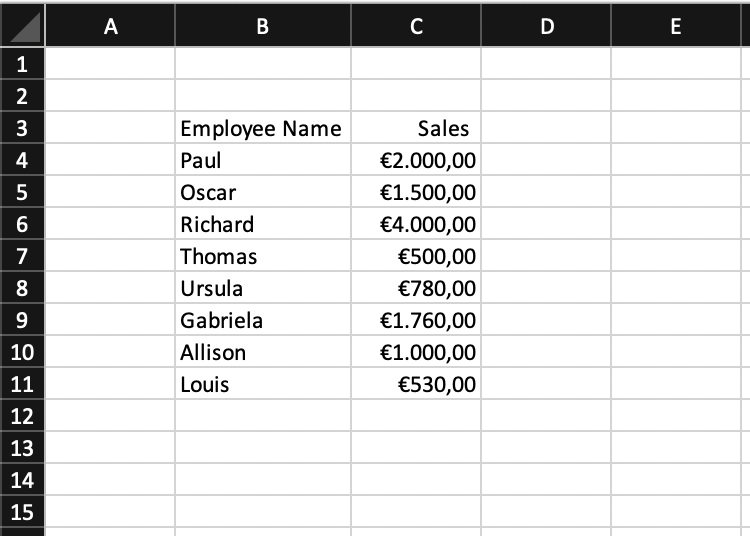 A B C D E
1
2
3 Employee Name Sales
4 Paul €2.000,00
5 Oscar €1.500,00
6 Richard €4.000,00
7 Thomas €500,00
8 Ursula €780,00
9 Gabriela €1.760,00
10 Allison €1.000,00
11 Louis €530,00
12
13
14
15